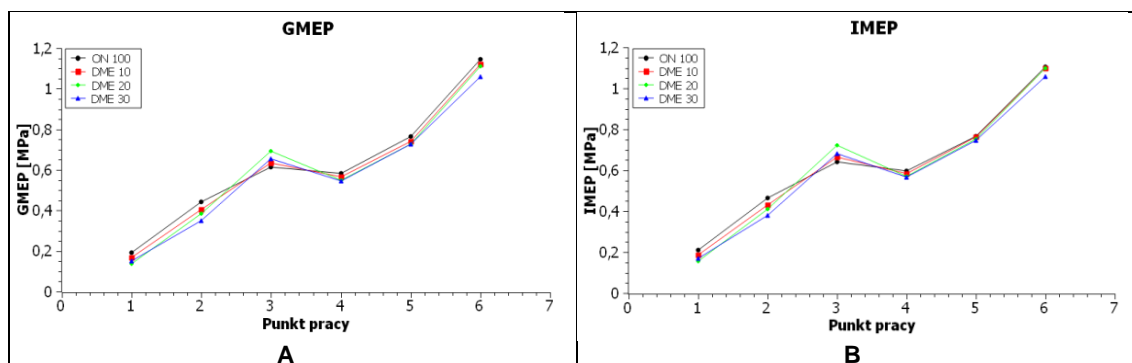 GMEP
ON 100
DME 10
DME 20
DME 30
GMEP [MPa]
1,2
1
0,8
0,6
0,4
0,2
0
0 1 2 3 4 5 6 7
Punkt pracy
A
IMEP
ON 100
DME 10
DME 20
DME 30
IMEP [MPa]
1,2
1
0,8
0,6
0,4
0,2
0
0 1 2 3 4 5 6 7
Punkt pracy
B